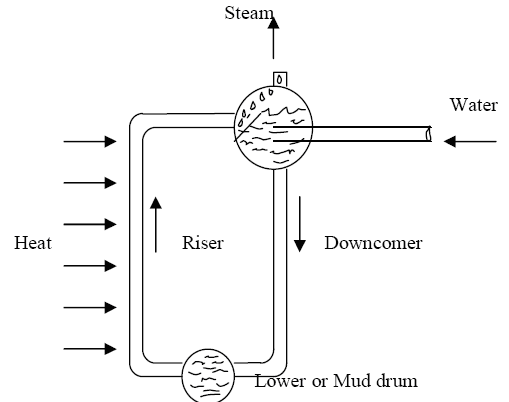 Steam
Water
Heat
Riser
Downcomer
Lower or Mud drum